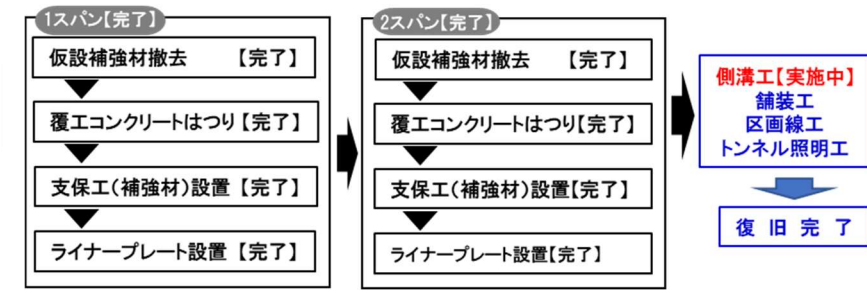 1スパン【完了】
仮設補強材撤去　【完了】
覆工コンクリートはつり【完了】
支保工(補強材)設置【完了】
ライナープレート設置【完了】
2スパン【完了】
仮設補強材撤去　【完了】
覆工コンクリートはつり【完了】
支保工(補強材)設置【完了】
ライナープレート設置【完了】
側溝工【実施中】
舗装工
区画線工
トンネル照明工
復旧完了